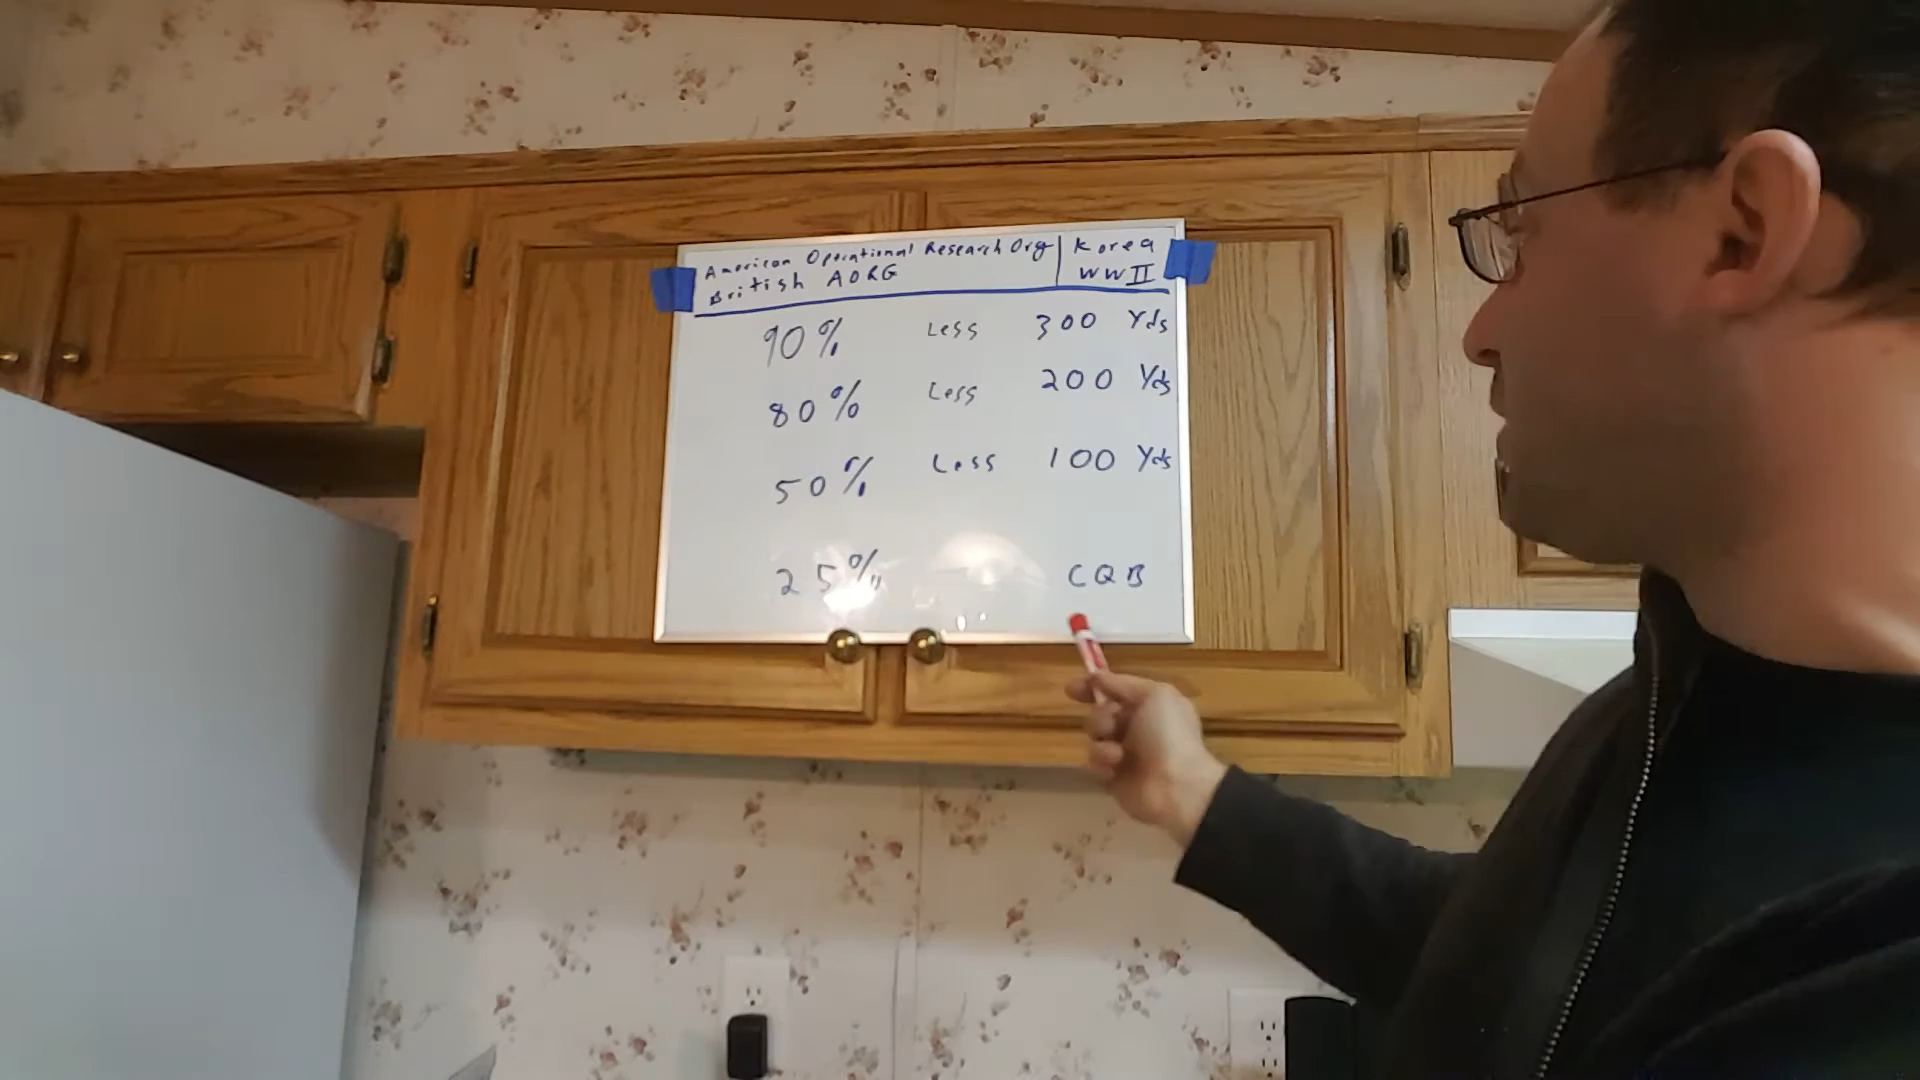 American Operational Research Org | Korea
British AORG | WWII
90% Less 300 Yds
80% Less 200 Yds
50% Less 100 Yds
25% CQB